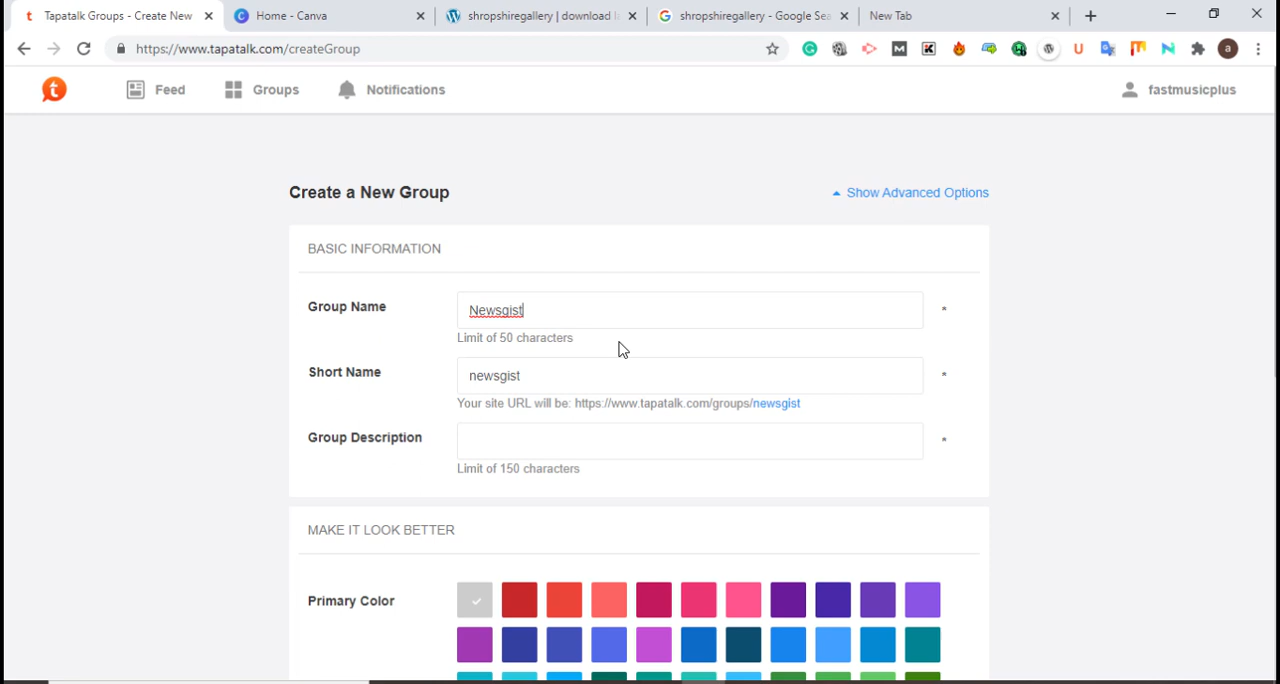 Tapatalk Groups - Create New
Home - Canva
shropshiregallery | download l
shropshiregallery - Google Sea
New Tab
https://www.tapatalk.com/createGroup
Feed
Groups
Notifications
fastmusicplus
Create a New Group
Show Advanced Options
BASIC INFORMATION
Group Name
Newsgist
*
Limit of 50 characters
Short Name
newsgist
*
Your site URL will be: https://www.tapatalk.com/groups/newsgist
Group Description
*
Limit of 150 characters
MAKE IT LOOK BETTER
Primary Color